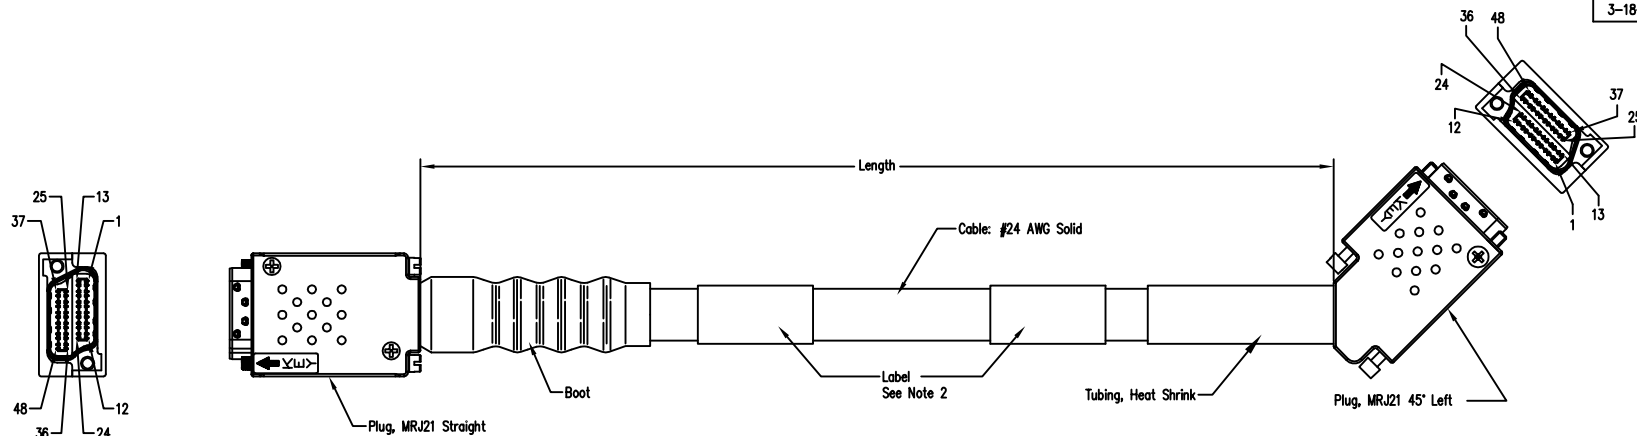 3-18
36 48
24
12
37
25
13
1
Length
25 13
37 1
48 12
36 24
KEY
KEY
Cable: #24 AWG Solid
Boot
Label
See Note 2
Tubing, Heat Shrink
Plug, MRJ21 45° Left
Plug, MRJ21 Straight